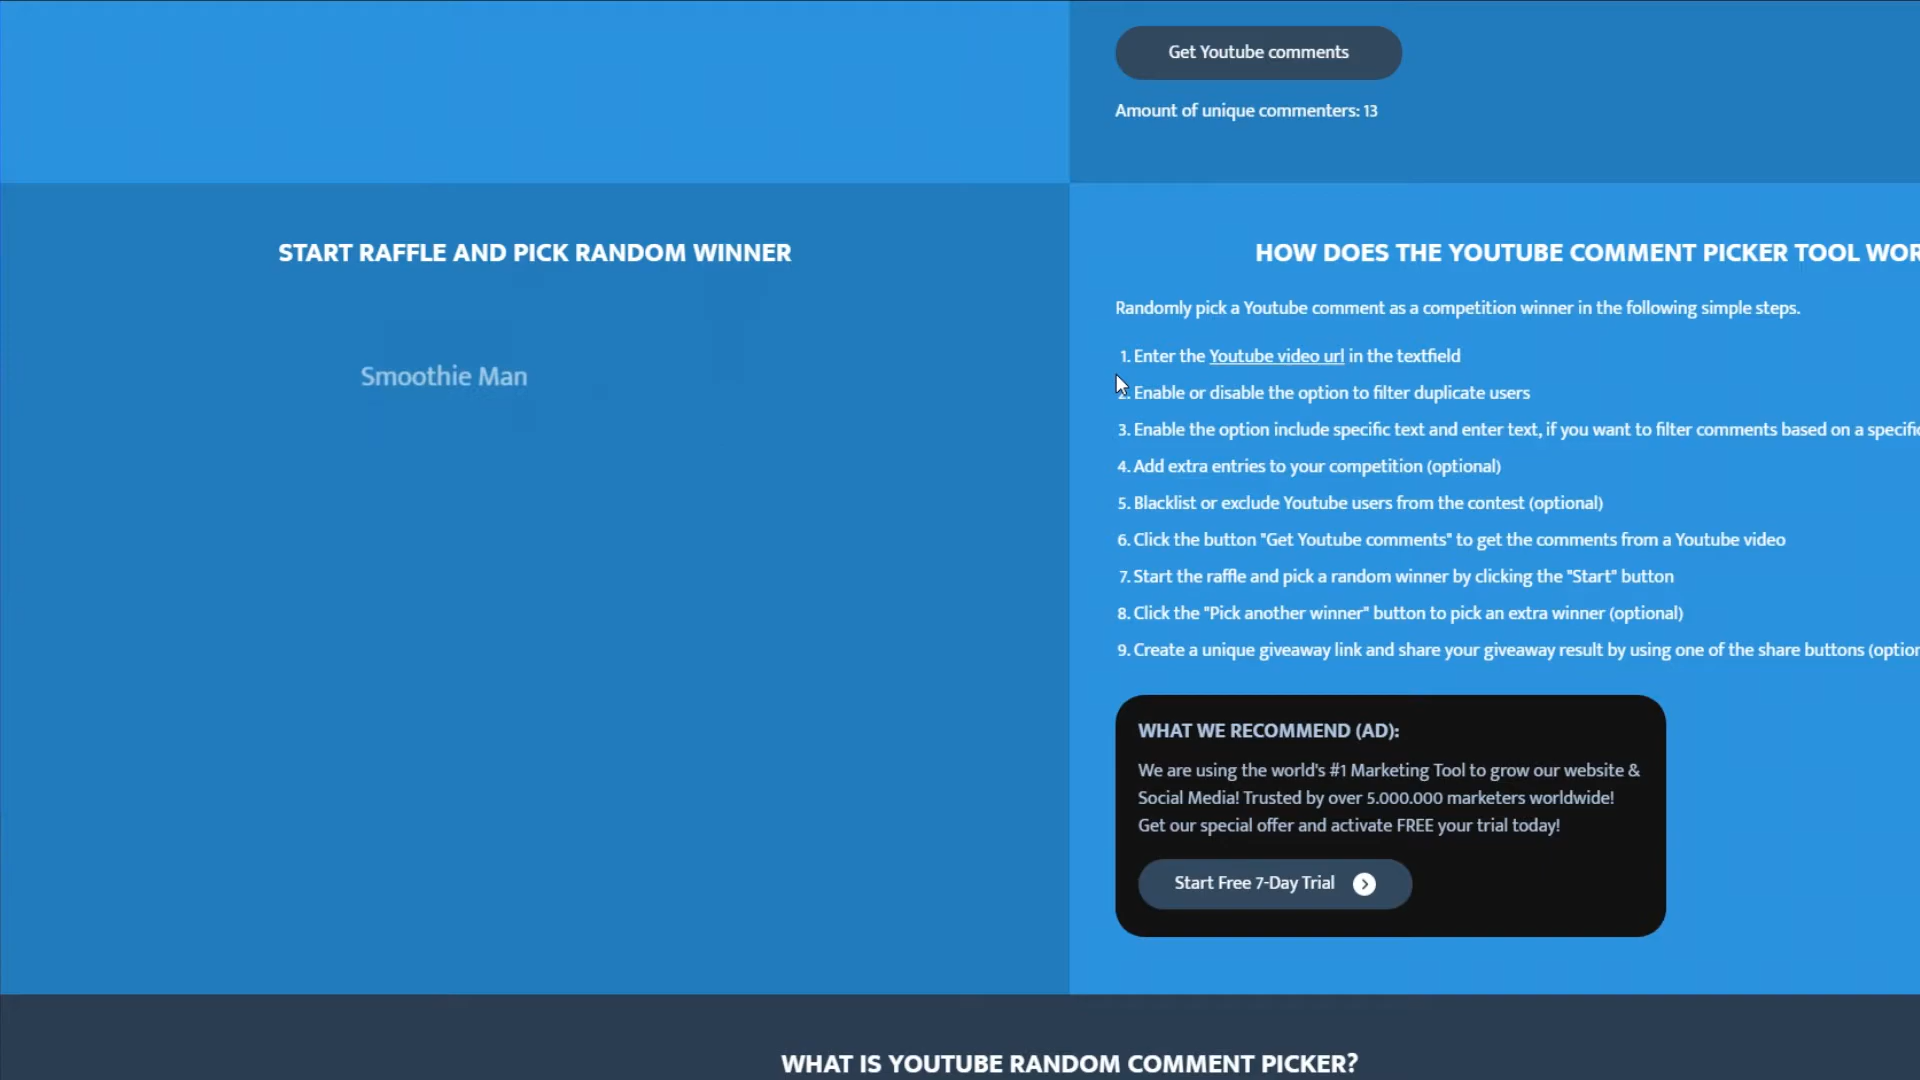 Get Youtube comments
Amount of unique commenters: 13
START RAFFLE AND PICK RANDOM WINNER
Smoothie Man
HOW DOES THE YOUTUBE COMMENT PICKER TOOL WOR
Randomly pick a Youtube comment as a competition winner in the following simple steps.
1. Enter the Youtube video url in the textfield
2. Enable or disable the option to filter duplicate users
3. Enable the option include specific text and enter text, if you want to filter comments based on a specific
4. Add extra entries to your competition (optional)
5. Blacklist or exclude Youtube users from the contest (optional)
6. Click the button "Get Youtube comments" to get the comments from a Youtube video
7. Start the raffle and pick a random winner by clicking the "Start" button
8. Click the "Pick another winner" button to pick an extra winner (optional)
9. Create a unique giveaway link and share your giveaway result by using one of the share buttons (option
WHAT WE RECOMMEND (AD):
We are using the world's #1 Marketing Tool to grow our website &
Social Media! Trusted by over 5.000.000 marketers worldwide!
Get our special offer and activate FREE your trial today!
Start Free 7-Day Trial
WHAT IS YOUTUBE RANDOM COMMENT PICKER?